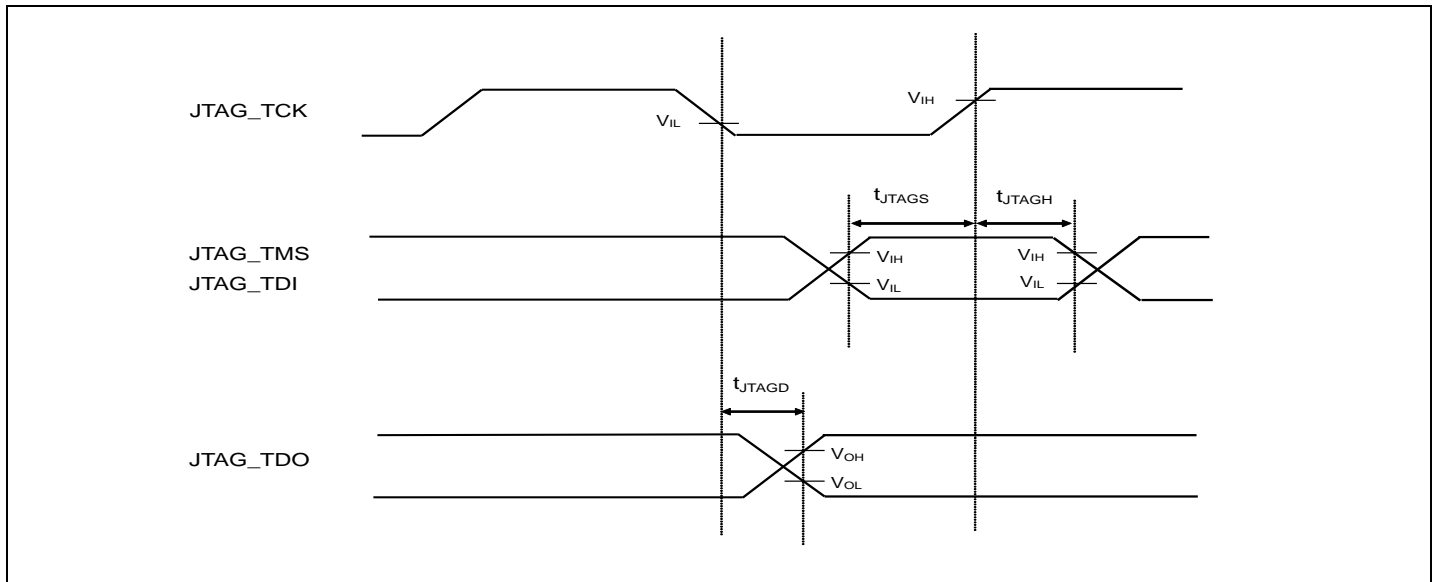 JTAG_TCK
VIL
VIH
tJTAGS
tJTAGH
JTAG_TMS
JTAG_TDI
VIH
VIL
VIH
VIL
tJTAGD
JTAG_TDO
VOH
VOL